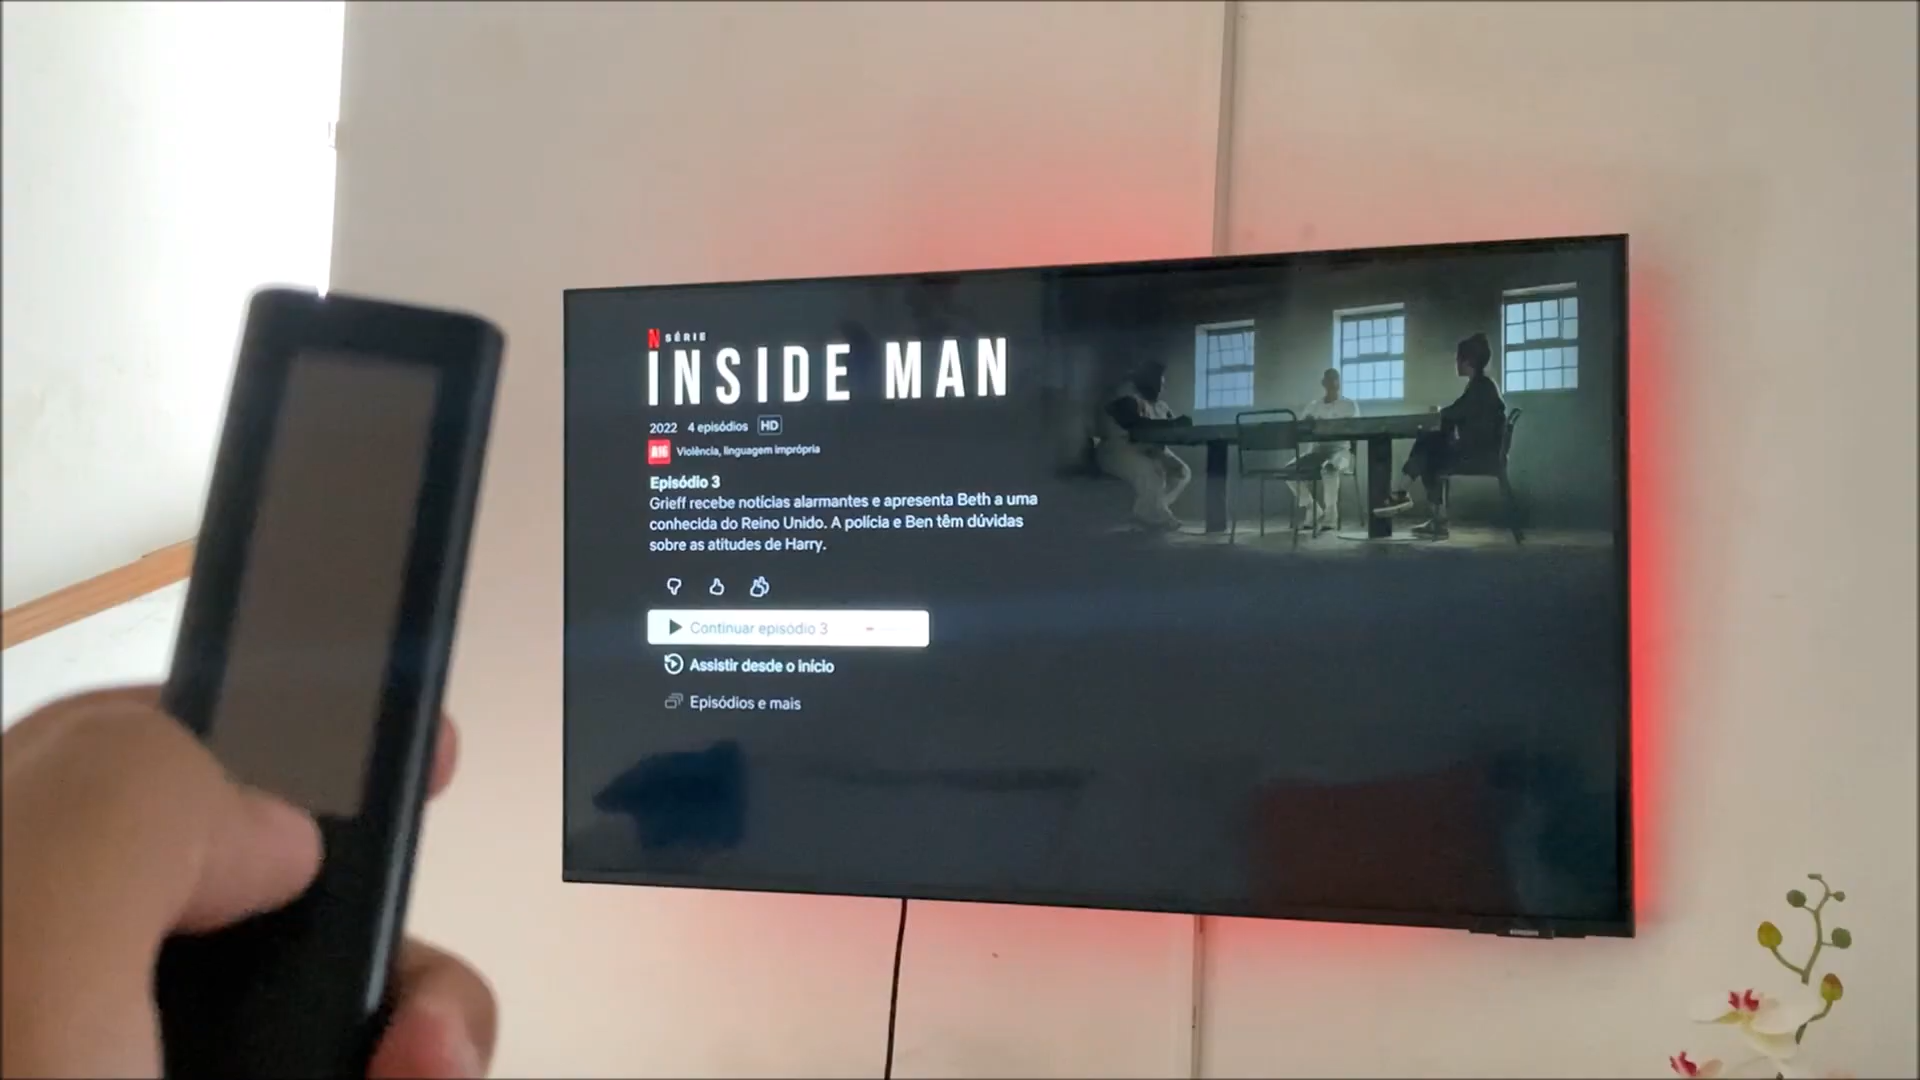 N SÉRIE
INSIDE MAN
2022 4 episódios HD
A16 Violência, linguagem imprópria
Episódio 3
Grieff recebe notícias alarmantes e apresenta Beth a uma
conhecida do Reino Unido. A polícia e Ben têm dúvidas
sobre as atitudes de Harry.
Continuar episódio 3
Assistir desde o início
Episódios e mais